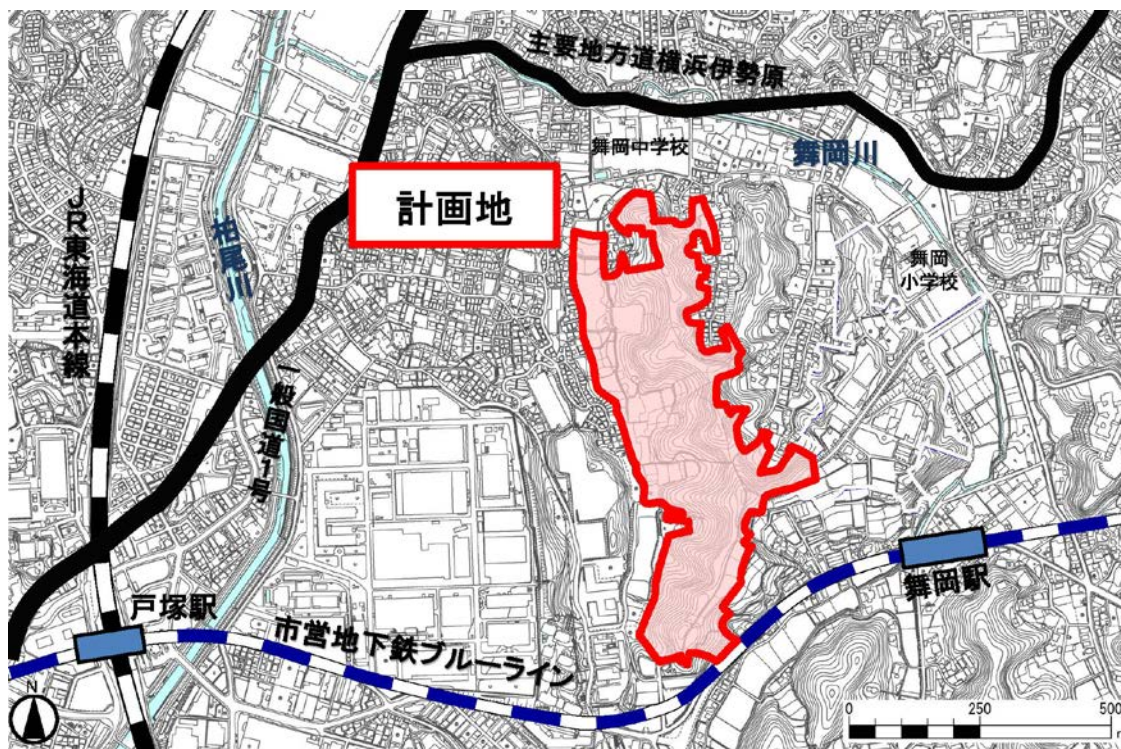 主要地方道横浜伊勢原
舞岡中学校
舞岡川
計画地
JR東海道本線
柏尾川
舞岡
小学校
一般国道1号
戸塚駅
市営地下鉄ブルーライン
舞岡駅
N
0 250 500
m